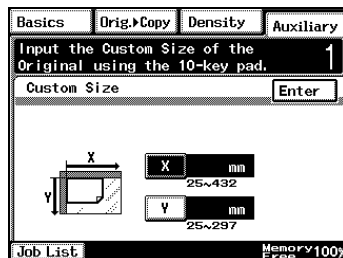 Basics Orig.▸Copy Density Auxiliary
Input the Custom Size of the
Original using the 10-key pad. 1
Custom Size Enter
X X mm
25~432
Y Y mm
25~297
Job List Memory 100%
Free